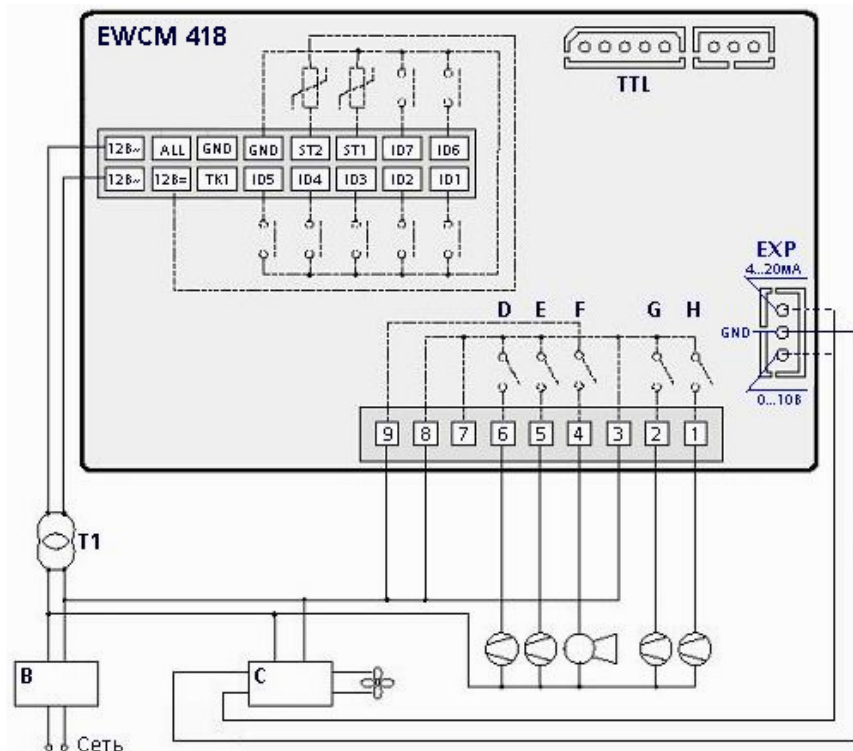 EWCM 418
TTL
12В~ ALL GND GND ST2 ST1 ID7 ID6
12В~ 12В= TK1 ID5 ID4 ID3 ID2 ID1
EXP
4...20мА
D E F G H
GND
0...10В
9 8 7 6 5 4 3 2 1
T1
B
C
Сеть